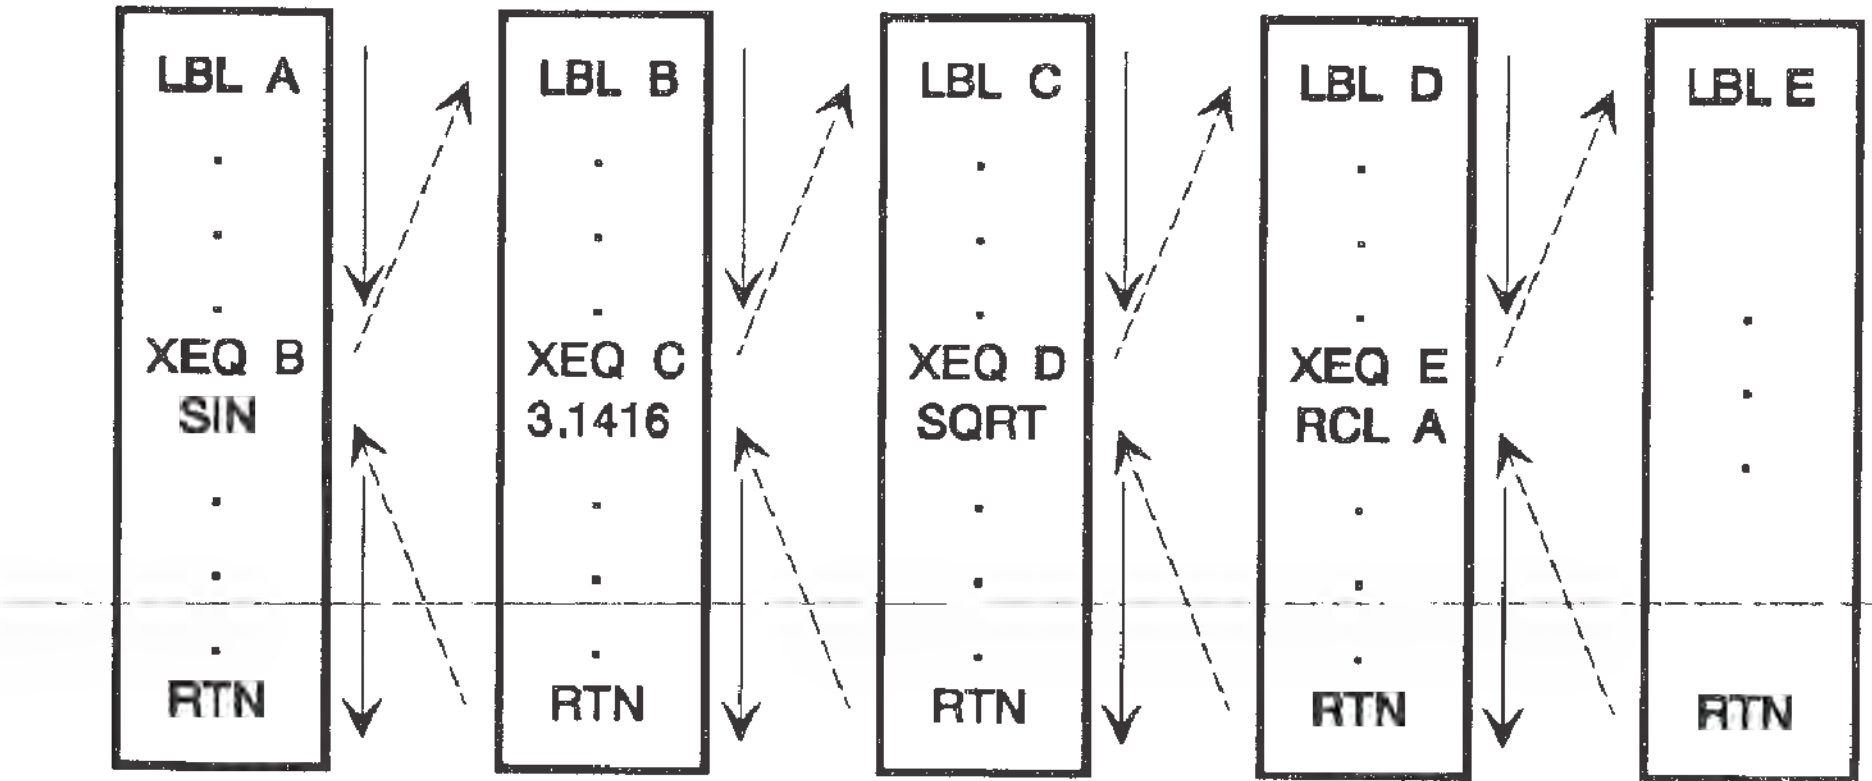 LBL A
XEQ B
SIN
RTN
LBL B
XEQ C
3.1416
RTN
LBL C
XEQ D
SQRT
RTN
LBL D
XEQ E
RCL A
RTN
LBL E
RTN